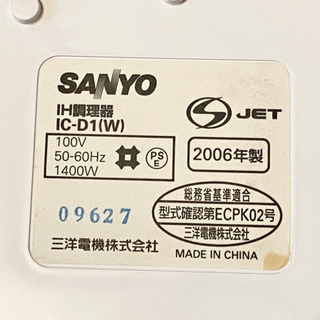 SANYO
IH調理器
IC-D1(W)
100V
50-60Hz
1400W
PS
E
S JET
2006年製
総務省基準適合
型式確認第ECPK02号
三洋電機株式会社
09627
三洋電機株式会社
MADE IN CHINA